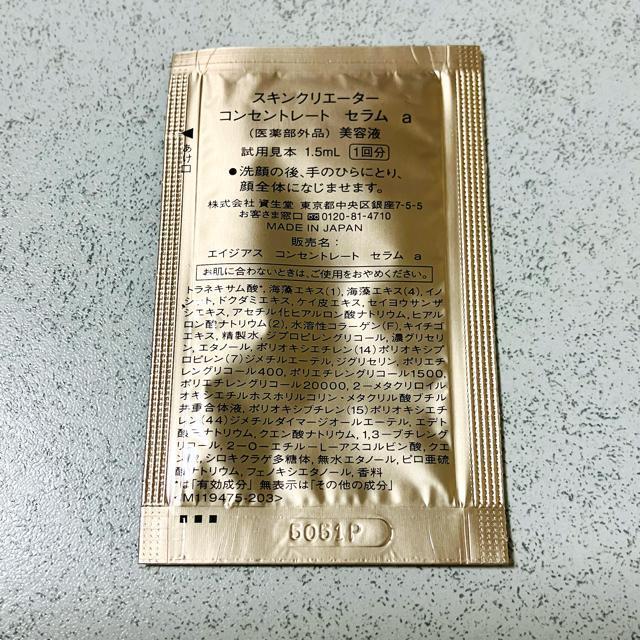 スキンクリエーター
コンセントレート セラム a
(医薬部外品) 美容液
試用見本 1.5mL 1回分
あけ口
●洗顔の後、手のひらにとり、
顔全体になじませます。
株式会社 資生堂 東京都中央区銀座7-5-5
お客さま窓口 0120-81-4710
MADE IN JAPAN
販売名:
エイジアス コンセントレート セラム a
お肌に合わないときは、ご使用をおやめください。
トラネキサム酸*, 海藻エキス(1), 海藻エキス(4), イノ
シット, ドクダミエキス, ケイ皮エキス, セイヨウサンザ
シエキス, アセチル化ヒアルロン酸ナトリウム, ヒアル
ロン酸ナトリウム(2), 水溶性コラーゲン(F), キイチゴ
エキス, 精製水, ジプロピレングリコール, 濃グリセリ
ン, エタノール, ポリオキシエチレン(14)ポリオキシプ
ロピレン(7)ジメチルエーテル, ジグリセリン, ポリエチ
レングリコール400, ポリエチレングリコール1500,
ポリエチレングリコール20000, 2-メタクリロイル
オキシエチルホスホリルコリン・メタクリル酸ブチル
共重合体液, ポリオキシブチレン(15)ポリオキシエチ
レン(44)ジメチルダイマージオールエーテル, エデト
酸二ナトリウム, クエン酸ナトリウム, 1,3-ブチレング
リコール, 2-O-エチル-L-アスコルビン酸, クエ
ン酸, シロキクラゲ多糖体, 無水エタノール, ピロ亜硫
酸ナトリウム, フェノキシエタノール, 香料
*は「有効成分」無表示は「その他の成分」
<M119475-203>
5051P